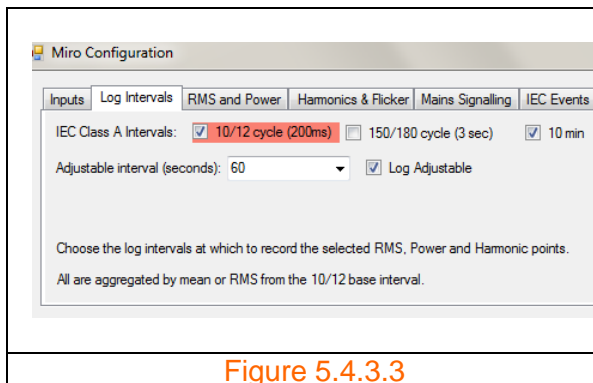 Miro Configuration
Inputs Log Intervals RMS and Power Harmonics & Flicker Mains Signalling IEC Events
IEC Class A Intervals: 10/12 cycle (200ms) 150/180 cycle (3 sec) 10 min
Adjustable interval (seconds): 60 Log Adjustable
Choose the log intervals at which to record the selected RMS, Power and Harmonic points.
All are aggregated by mean or RMS from the 10/12 base interval.
Figure 5.4.3.3